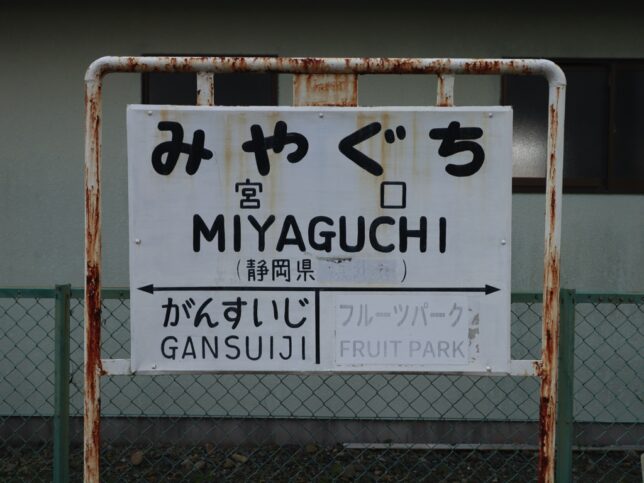 みやぐち
宮 口
MIYAGUCHI
(静岡県 )
がんすいじ フルーツパーク
GANSUIJI FRUIT PARK